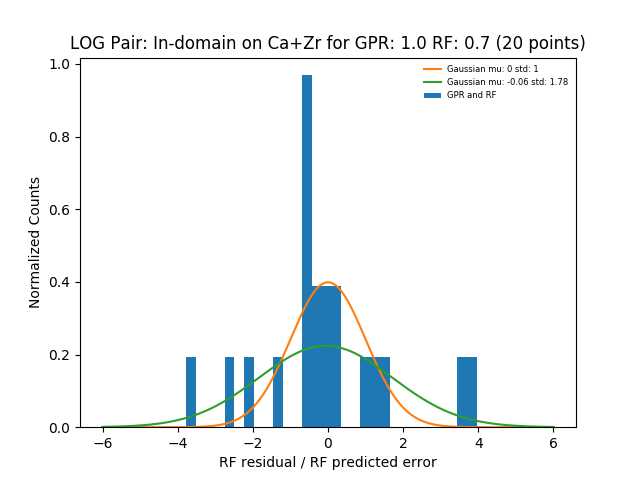 LOG Pair: In-domain on Ca+Zr for GPR: 1.0 RF: 0.7 (20 points)
Gaussian mu: 0 std: 1
Gaussian mu: -0.06 std: 1.78
GPR and RF
Normalized Counts
1.0
0.8
0.6
0.4
0.2
0.0
−6 −4 −2 0 2 4 6
RF residual / RF predicted error